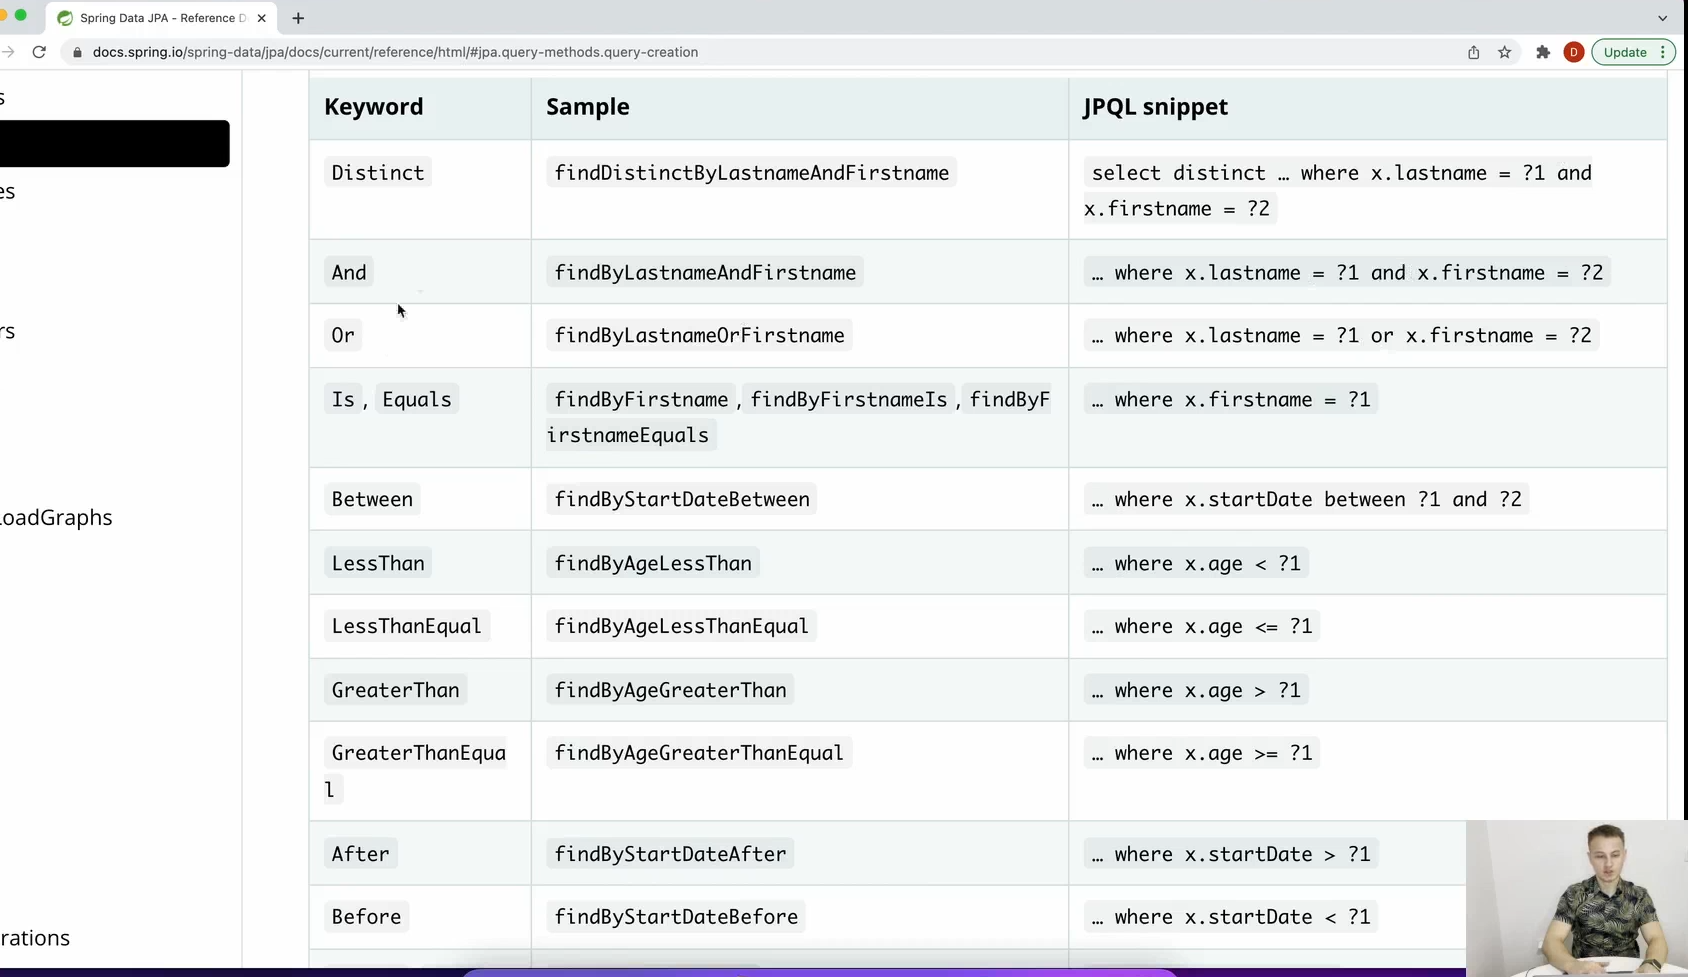 Spring Data JPA - Reference D
docs.spring.io/spring-data/jpa/docs/current/reference/html/#jpa.query-methods.query-creation
D
Update
s
es
rs
LoadGraphs
rations
Keyword
Sample
JPQL snippet
Distinct
findDistinctByLastnameAndFirstname
select distinct … where x.lastname = ?1 and
x.firstname = ?2
And
findByLastnameAndFirstname
… where x.lastname = ?1 and x.firstname = ?2
Or
findByLastnameOrFirstname
… where x.lastname = ?1 or x.firstname = ?2
Is, Equals
findByFirstname, findByFirstnameIs, findByF
irstnameEquals
… where x.firstname = ?1
Between
findByStartDateBetween
… where x.startDate between ?1 and ?2
LessThan
findByAgeLessThan
… where x.age < ?1
LessThanEqual
findByAgeLessThanEqual
… where x.age <= ?1
GreaterThan
findByAgeGreaterThan
… where x.age > ?1
GreaterThanEqua
l
findByAgeGreaterThanEqual
… where x.age >= ?1
After
findByStartDateAfter
… where x.startDate > ?1
Before
findByStartDateBefore
… where x.startDate < ?1